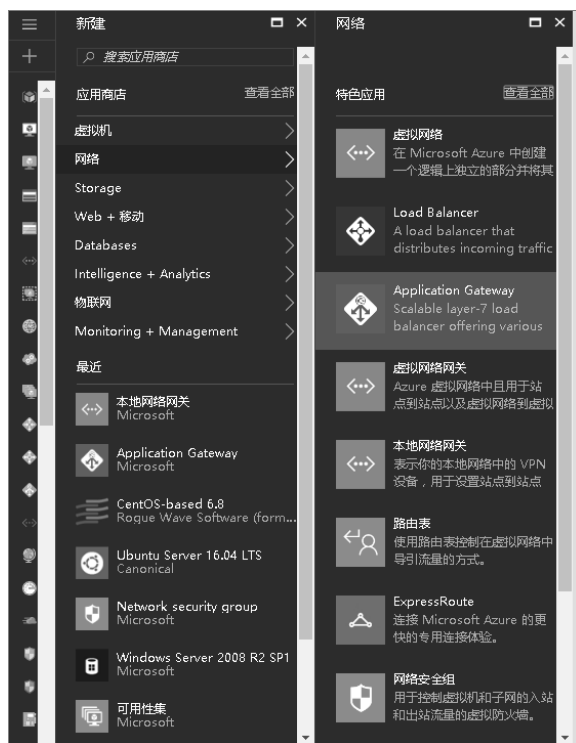 新建
搜索应用商店
应用商店 查看全部
虚拟机
网络
Storage
Web + 移动
Databases
Intelligence + Analytics
物联网
Monitoring + Management
最近
本地网络网关
Microsoft
Application Gateway
Microsoft
CentOS-based 6.8
Rogue Wave Software (form...
Ubuntu Server 16.04 LTS
Canonical
Network security group
Microsoft
Windows Server 2008 R2 SP1
Microsoft
可用性集
Microsoft
网络
特色应用 查看全部
虚拟网络
在 Microsoft Azure 中创建
一个逻辑上独立的部分并将其
Load Balancer
A load balancer that
distributes incoming traffic
Application Gateway
Scalable layer-7 load
balancer offering various
虚拟网络网关
Azure 虚拟网络中且用于站
点到站点以及虚拟网络到虚拟
本地网络网关
表示你的本地网络中的 VPN
设备，用于设置站点到站点
路由表
使用路由表控制在虚拟网络中
导引流量的方式。
ExpressRoute
连接 Microsoft Azure 的更
快的专用连接体验。
网络安全组
用于控制虚拟机和子网的入站
和出站流量的虚拟防火墙。